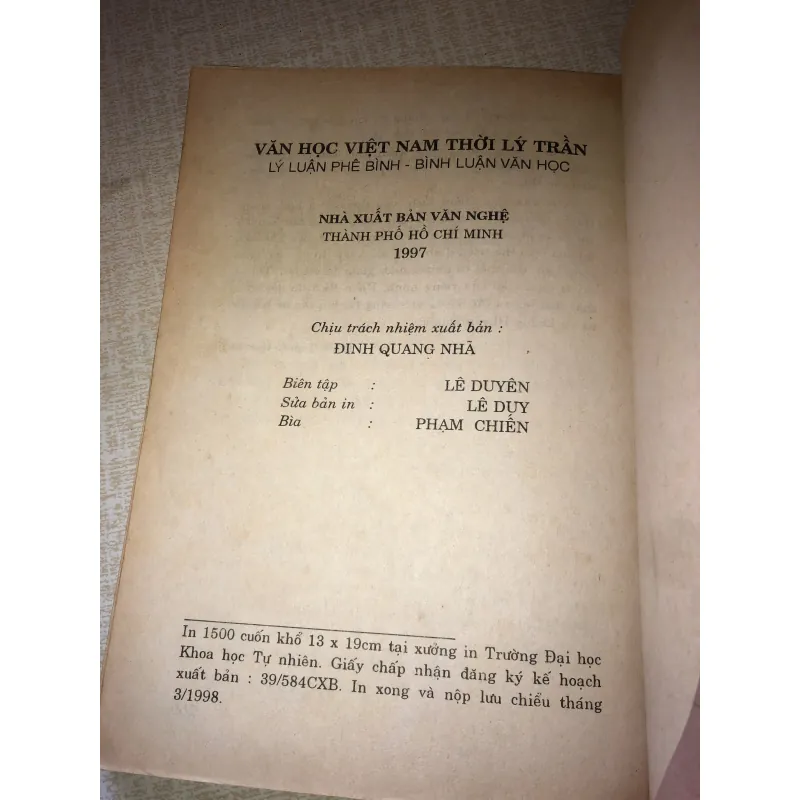 VĂN HỌC VIỆT NAM THỜI LÝ TRẦN
LÝ LUẬN PHÊ BÌNH - BÌNH LUẬN VĂN HỌC
NHÀ XUẤT BẢN VĂN NGHỆ
THÀNH PHỐ HỒ CHÍ MINH
1997
Chịu trách nhiệm xuất bản :
ĐINH QUANG NHÃ
Biên tập : LÊ DUYÊN
Sửa bản in : LÊ DUY
Bìa : PHẠM CHIẾN
In 1500 cuốn khổ 13 x 19cm tại xưởng in Trường Đại học
Khoa học Tự nhiên. Giấy chấp nhận đăng ký kế hoạch
xuất bản : 39/584CXB. In xong và nộp lưu chiểu tháng
3/1998.